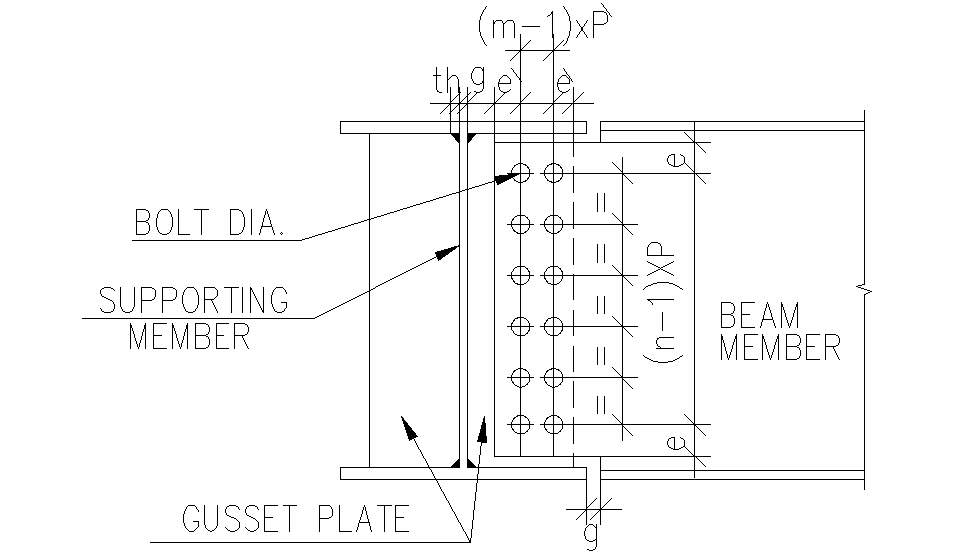 (m-1)xP'
th g e' e'
e
BOLT DIA.
=
=
SUPPORTING
MEMBER
=
=
=
(n-1)XP
BEAM
MEMBER
e
GUSSET PLATE
g